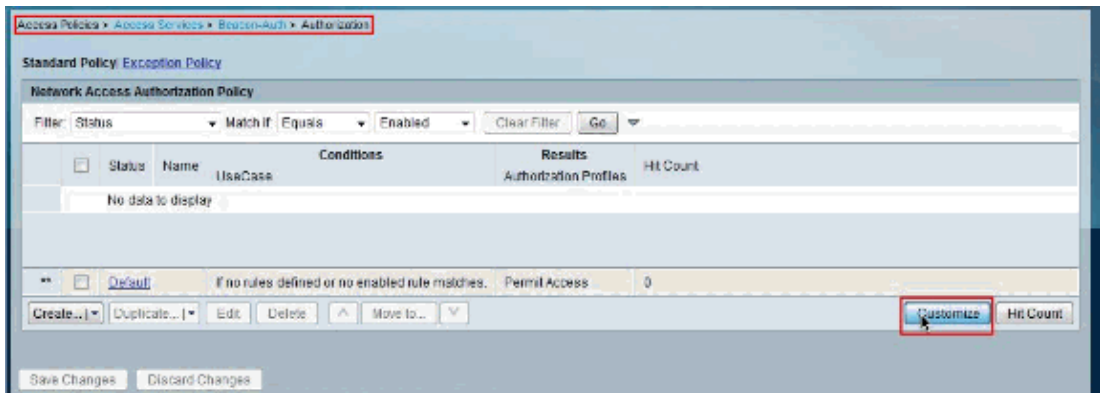 Access Policies > Access Services > Beacon-Auth > Authorization
Standard Policy| Exception Policy
Network Access Authorization Policy
Filter: Status Match if: Equals Enabled Clear Filter Go
Status Name Conditions Results Hit Count
UseCase Authorization Profiles
No data to display
** Default If no rules defined or no enabled rule matches. Permit Access 0
Create... Duplicate... Edit Delete Move to... Customize Hit Count
Save Changes Discard Changes